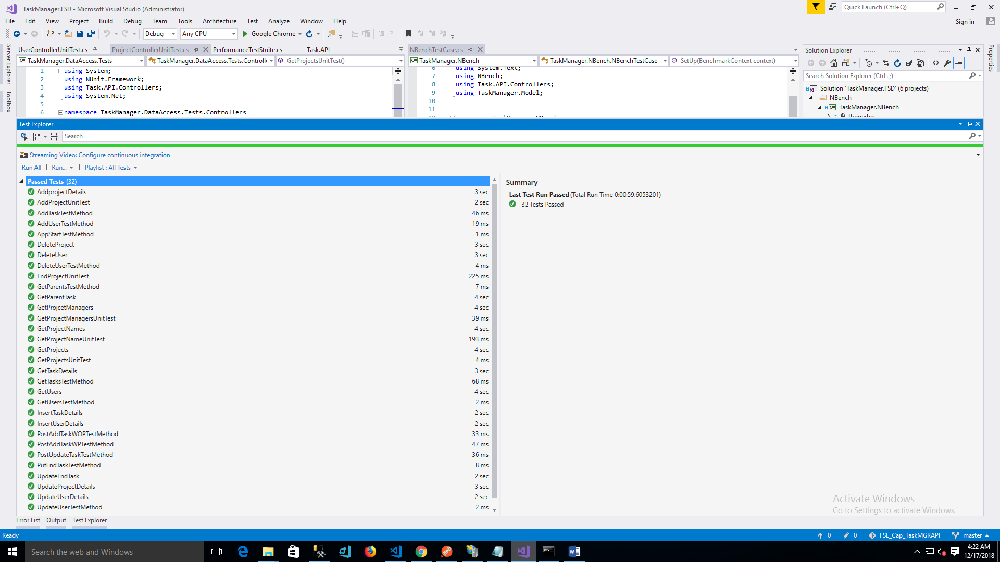 TaskManager.FSD - Microsoft Visual Studio (Administrator)
Quick Launch (Ctrl+Q)
File Edit View Project Build Debug Team Tools Architecture Test Analyze Window Help
Sign in
Debug Any CPU Google Chrome
Server Explorer
Toolbox
Properties
UserControllerUnitTest.cs ProjectControllerUnitTest.cs PerformanceTestStuite.cs Task.API
TaskManager.DataAccess.Tests TaskManager.DataAccess.Tests.Controlle GetProjectsUnitTest()
1 using System;
2 using NUnit.Framework;
3 using Task.API.Controllers;
4 using System.Net;
5
6 namespace TaskManager.DataAccess.Tests.Controllers
NBenchTestCase.cs
TaskManager.NBench TaskManager.NBench.NBenchTestCase SetUp(BenchmarkContext context)
6 using System.Text;
7 using NBench;
8 using Task.API.Controllers;
9 using TaskManager.Model;
10
11
Solution Explorer
Search Solution Explorer (Ctrl+;)
Solution 'TaskManager.FSD' (6 projects)
NBench
TaskManager.NBench
Properties
Test Explorer
Search
Streaming Video: Configure continuous integration
Run All | Run... | Playlist : All Tests
Passed Tests (32)
AddprojectDetails 3 sec
AddProjectUnitTest 2 sec
AddTaskTestMethod 46 ms
AddUserTestMethod 19 ms
AppStartTestMethod 1 ms
DeleteProject 3 sec
DeleteUser 3 sec
DeleteUserTestMethod 4 ms
EndProjectUnitTest 225 ms
GetParentsTestMethod 7 ms
GetParentTask 4 sec
GetProjcetManagers 4 sec
GetProjectManagersUnitTest 39 ms
GetProjectNames 4 sec
GetProjectNameUnitTest 193 ms
GetProjects 4 sec
GetProjectsUnitTest 4 ms
GetTaskDetails 3 sec
GetTasksTestMethod 68 ms
GetUsers 4 sec
GetUsersTestMethod 2 ms
InsertTaskDetails 2 sec
InsertUserDetails 2 sec
PostAddTaskWOPTestMethod 33 ms
PostAddTaskWPTestMethod 47 ms
PostUpdateTaskTestMethod 36 ms
PutEndTaskTestMethod 8 ms
UpdateEndTask 2 sec
UpdateProjectDetails 3 sec
UpdateUserDetails 2 sec
UpdateUserTestMethod 2 ms
Summary
Last Test Run Passed (Total Run Time 0:00:59.6053201)
32 Tests Passed
Activate Windows
Go to Settings to activate Windows.
Error List Output Test Explorer
Ready
0 0 FSE_Cap_TaskMGRAPI master
Search the web and Windows
4:22 AM
12/17/2018